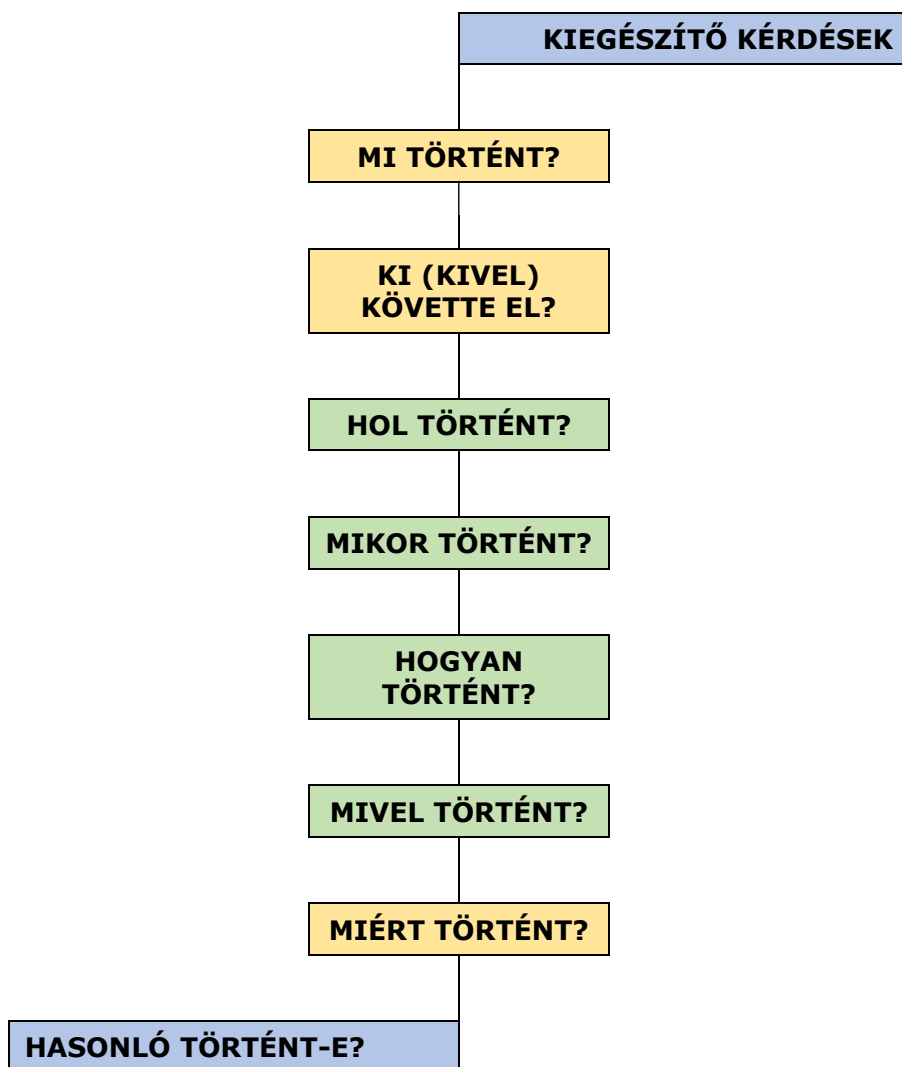 KIEGÉSZÍTŐ KÉRDÉSEK
MI TÖRTÉNT?
KI (KIVEL)
KÖVETTE EL?
HOL TÖRTÉNT?
MIKOR TÖRTÉNT?
HOGYAN
TÖRTÉNT?
MIVEL TÖRTÉNT?
MIÉRT TÖRTÉNT?
HASONLÓ TÖRTÉNT-E?